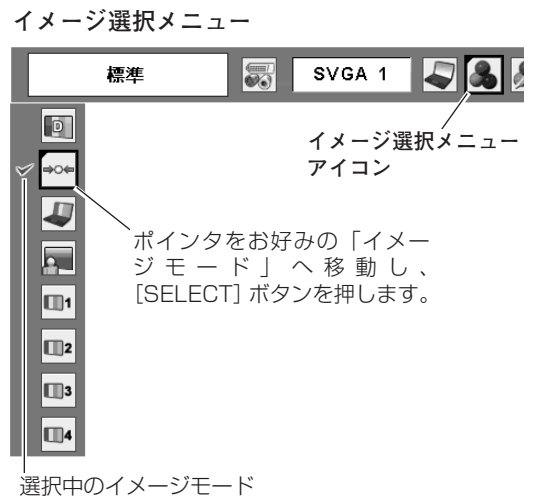 イメージ選択メニュー
標準
SVGA 1
イメージ選択メニュー
アイコン
D
ポインタをお好みの「イメー
ジモード」へ移動し、
[SELECT] ボタンを押します。
1
2
3
4
選択中のイメージモード